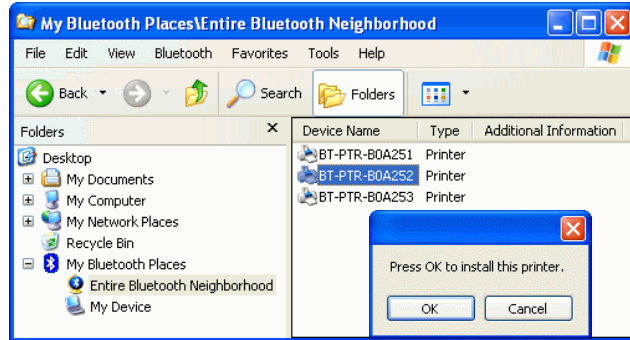 My Bluetooth Places\Entire Bluetooth Neighborhood
File Edit View Bluetooth Favorites Tools Help
Back Search Folders
Folders
Device Name Type Additional Information
Desktop
My Documents
My Computer
My Network Places
Recycle Bin
My Bluetooth Places
Entire Bluetooth Neighborhood
My Device
BT-PTR-B0A251 Printer
BT-PTR-B0A252 Printer
BT-PTR-B0A253 Printer
Press OK to install this printer.
OK Cancel